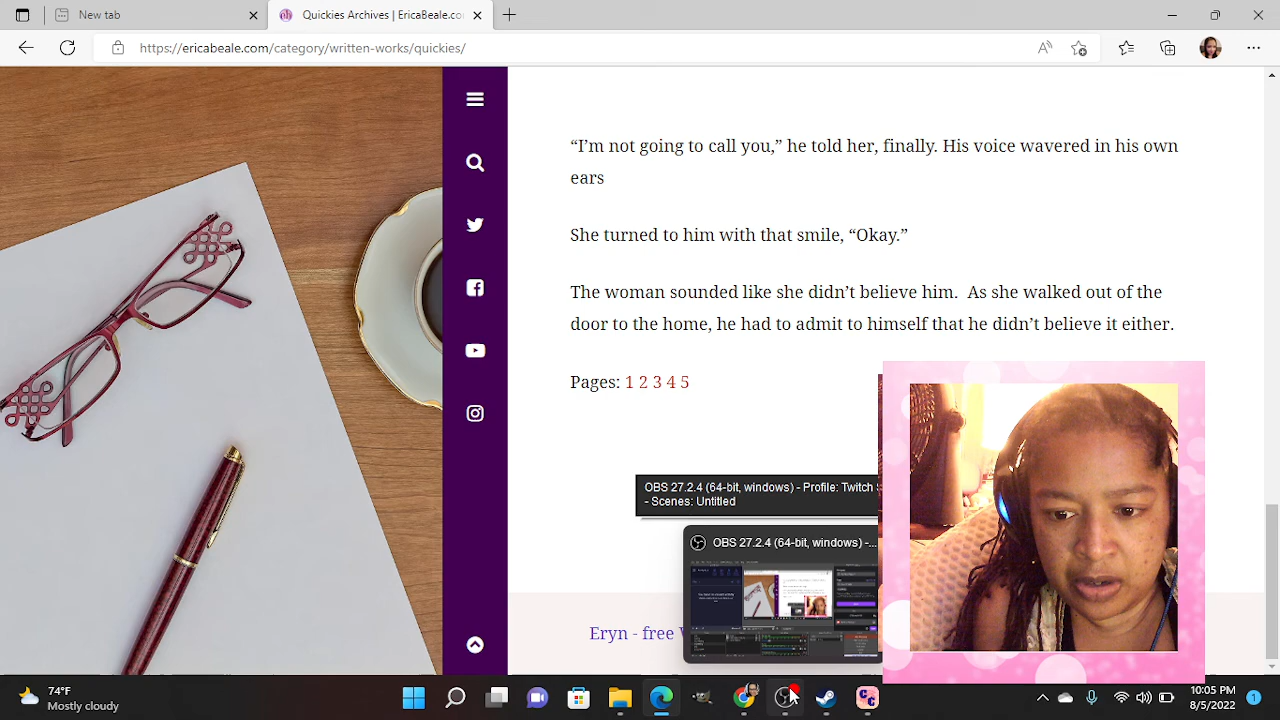 New tab
Quickies Archives | EricaBeale.co
https://ericabeale.com/category/written-works/quickies/
“I’m not going to call you,” he told her, finally. His voice wavered in his own
ears
She turned to him with that smile, “Okay.”
The woman sounded like she didn’t believe him. As she walked out of the
the he to admit to himself that he didn’t believe it either.
Pages: 1 2 3 4 5
OBS 27.2.4 (64-bit, windows) - Profile: Twitch
- Scenes: Untitled
OBS 27.2.4 (64-bit, windows) -...
Eryn - free
Mostly cloudy
10:05 PM
8/5/2022
1